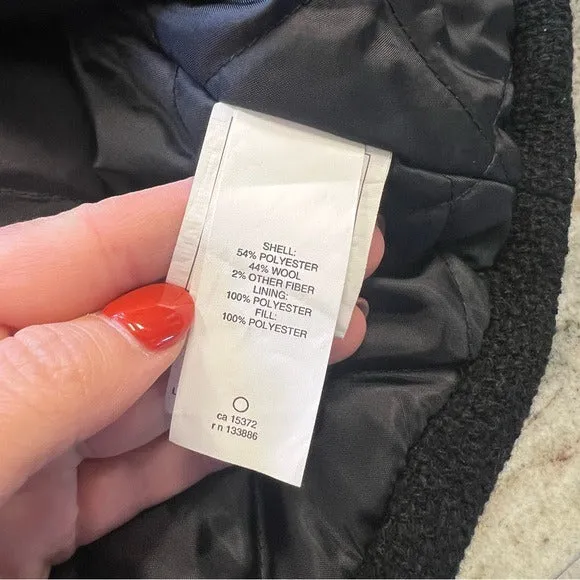 SHELL:
54% POLYESTER
44% WOOL
2% OTHER FIBER
LINING:
100% POLYESTER
FILL:
100% POLYESTER
ca 15372
r n 133886